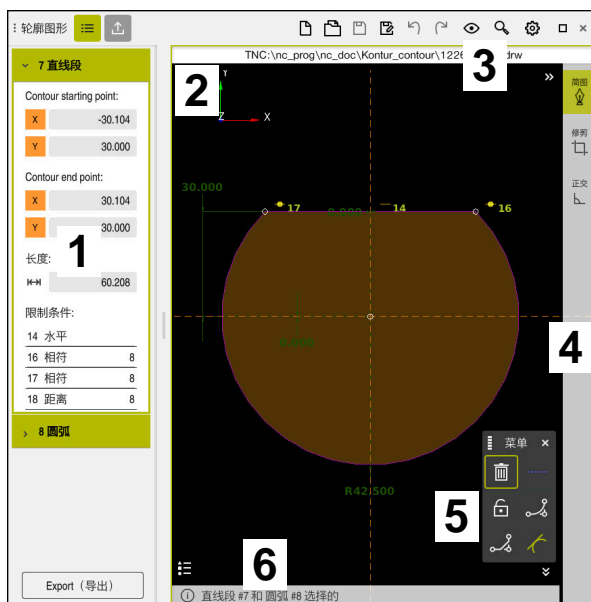 轮廓图形
TNC:\nc_prog\nc_doc\Kontur_contour\1226 drw
7 直线段
Contour starting point:
X -30.104
Y 30.000
Contour end point:
X 30.104
Y 30.000
长度:
60.208
限制条件:
14 水平
16 相符 8
17 相符 8
18 距离 8
8 圆弧
Export（导出）
1
2
3
4
5
6
Y
X
Z
30.000
17
0.000
14
16
0.000
R42.500
简图
修剪
正交
菜单
直线段 #7 和 圆弧 #8 选择的